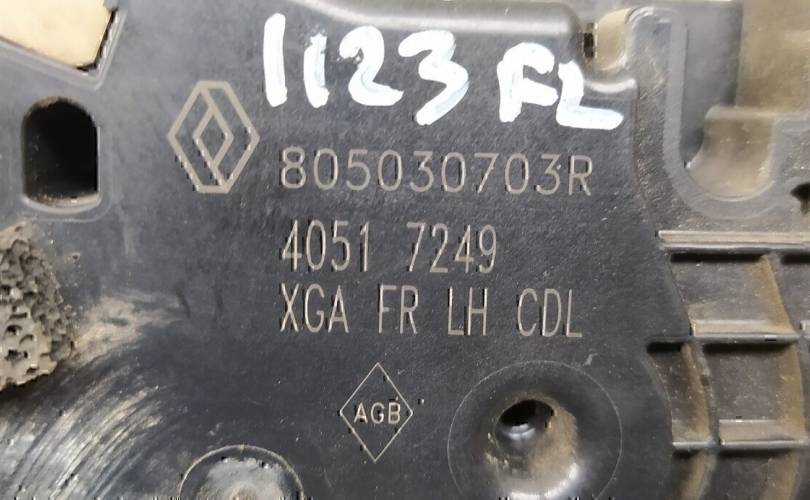 1123 FL
805030703R
4051 7249
XGA FR LH CDL
AGB